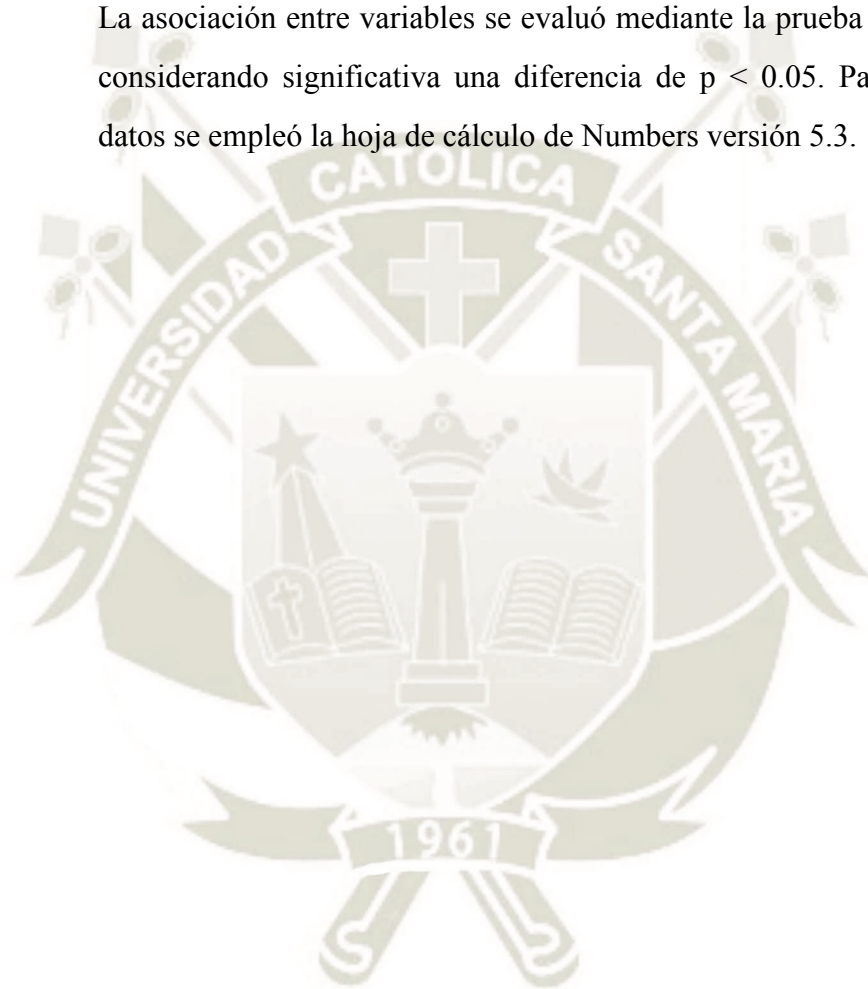 La asociación entre variables se evaluó mediante la prueba
considerando significativa una diferencia de p < 0.05. Pa
datos se empleó la hoja de cálculo de Numbers versión 5.3.
UNIVERSIDAD CATÓLICA SANTA MARIA
1961